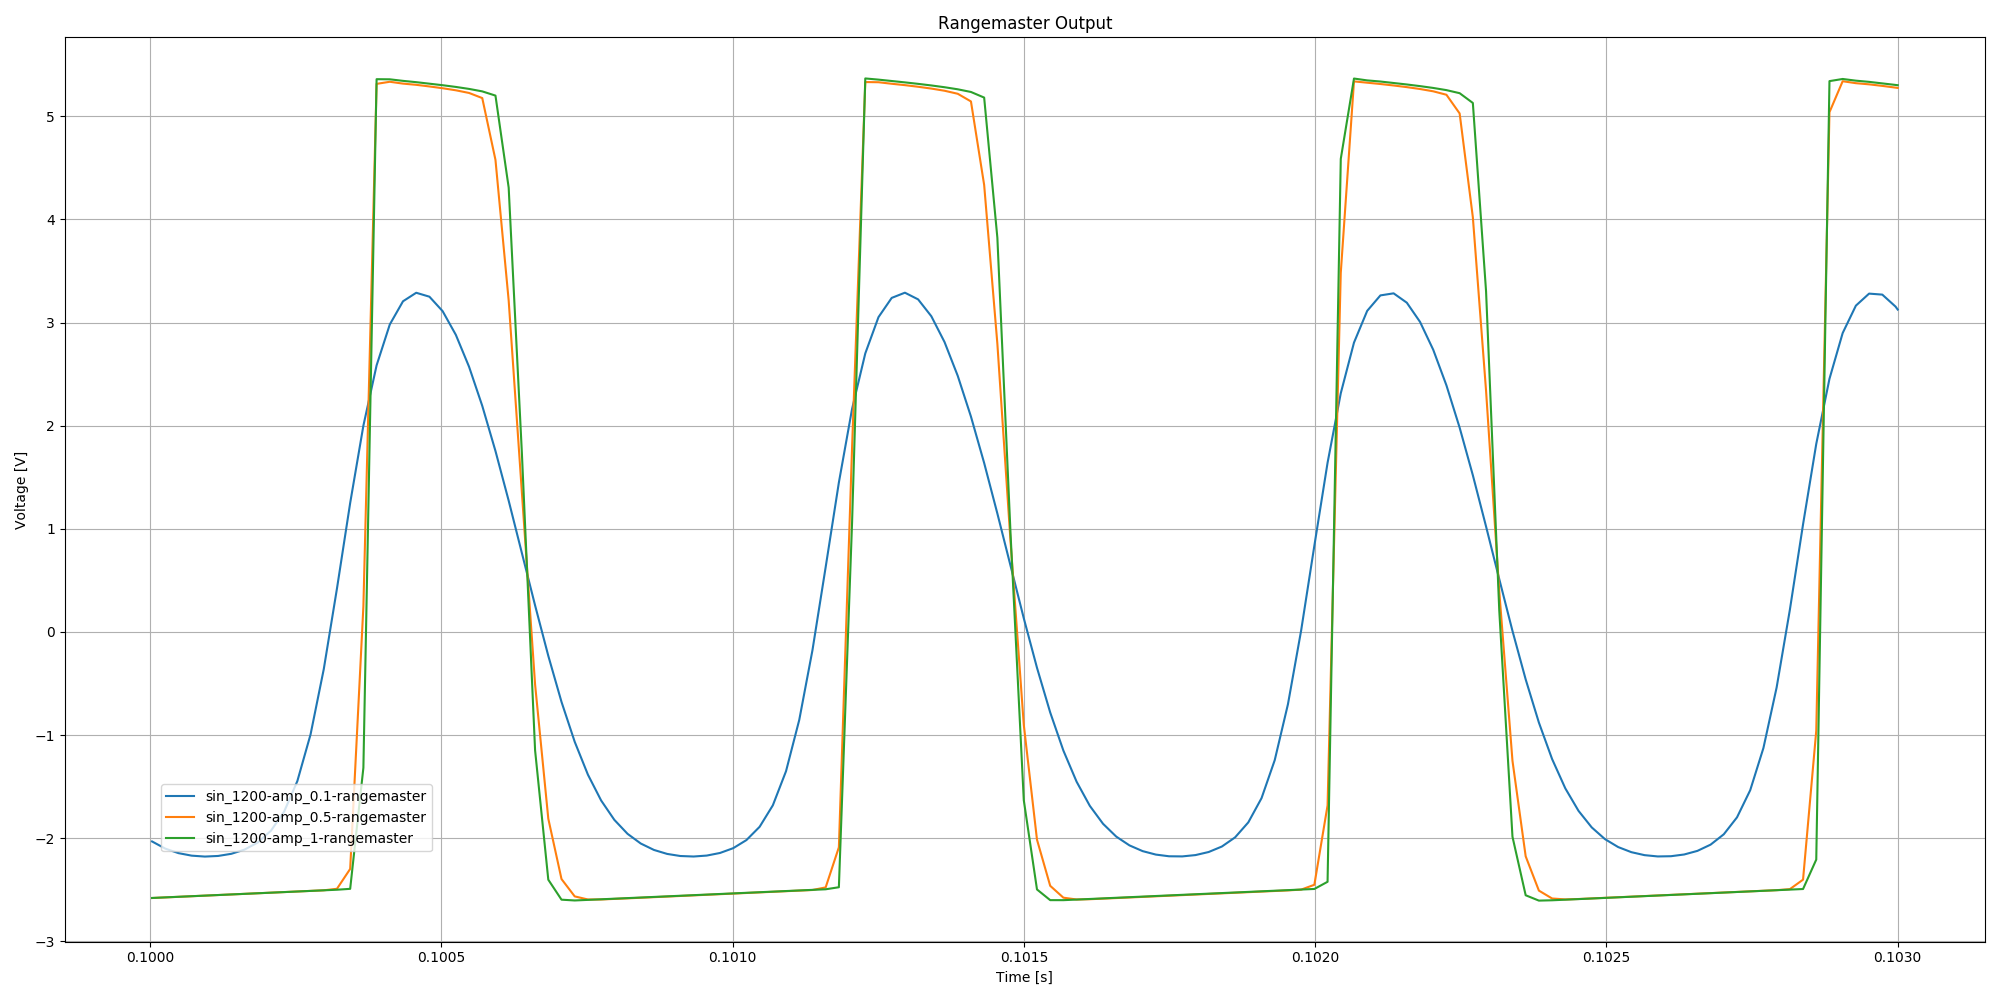 Rangemaster Output
Voltage [V]
5
4
3
2
1
0
−1
−2
−3
sin_1200-amp_0.1-rangemaster
sin_1200-amp_0.5-rangemaster
sin_1200-amp_1-rangemaster
0.1000 0.1005 0.1010 0.1015 0.1020 0.1025 0.1030
Time [s]